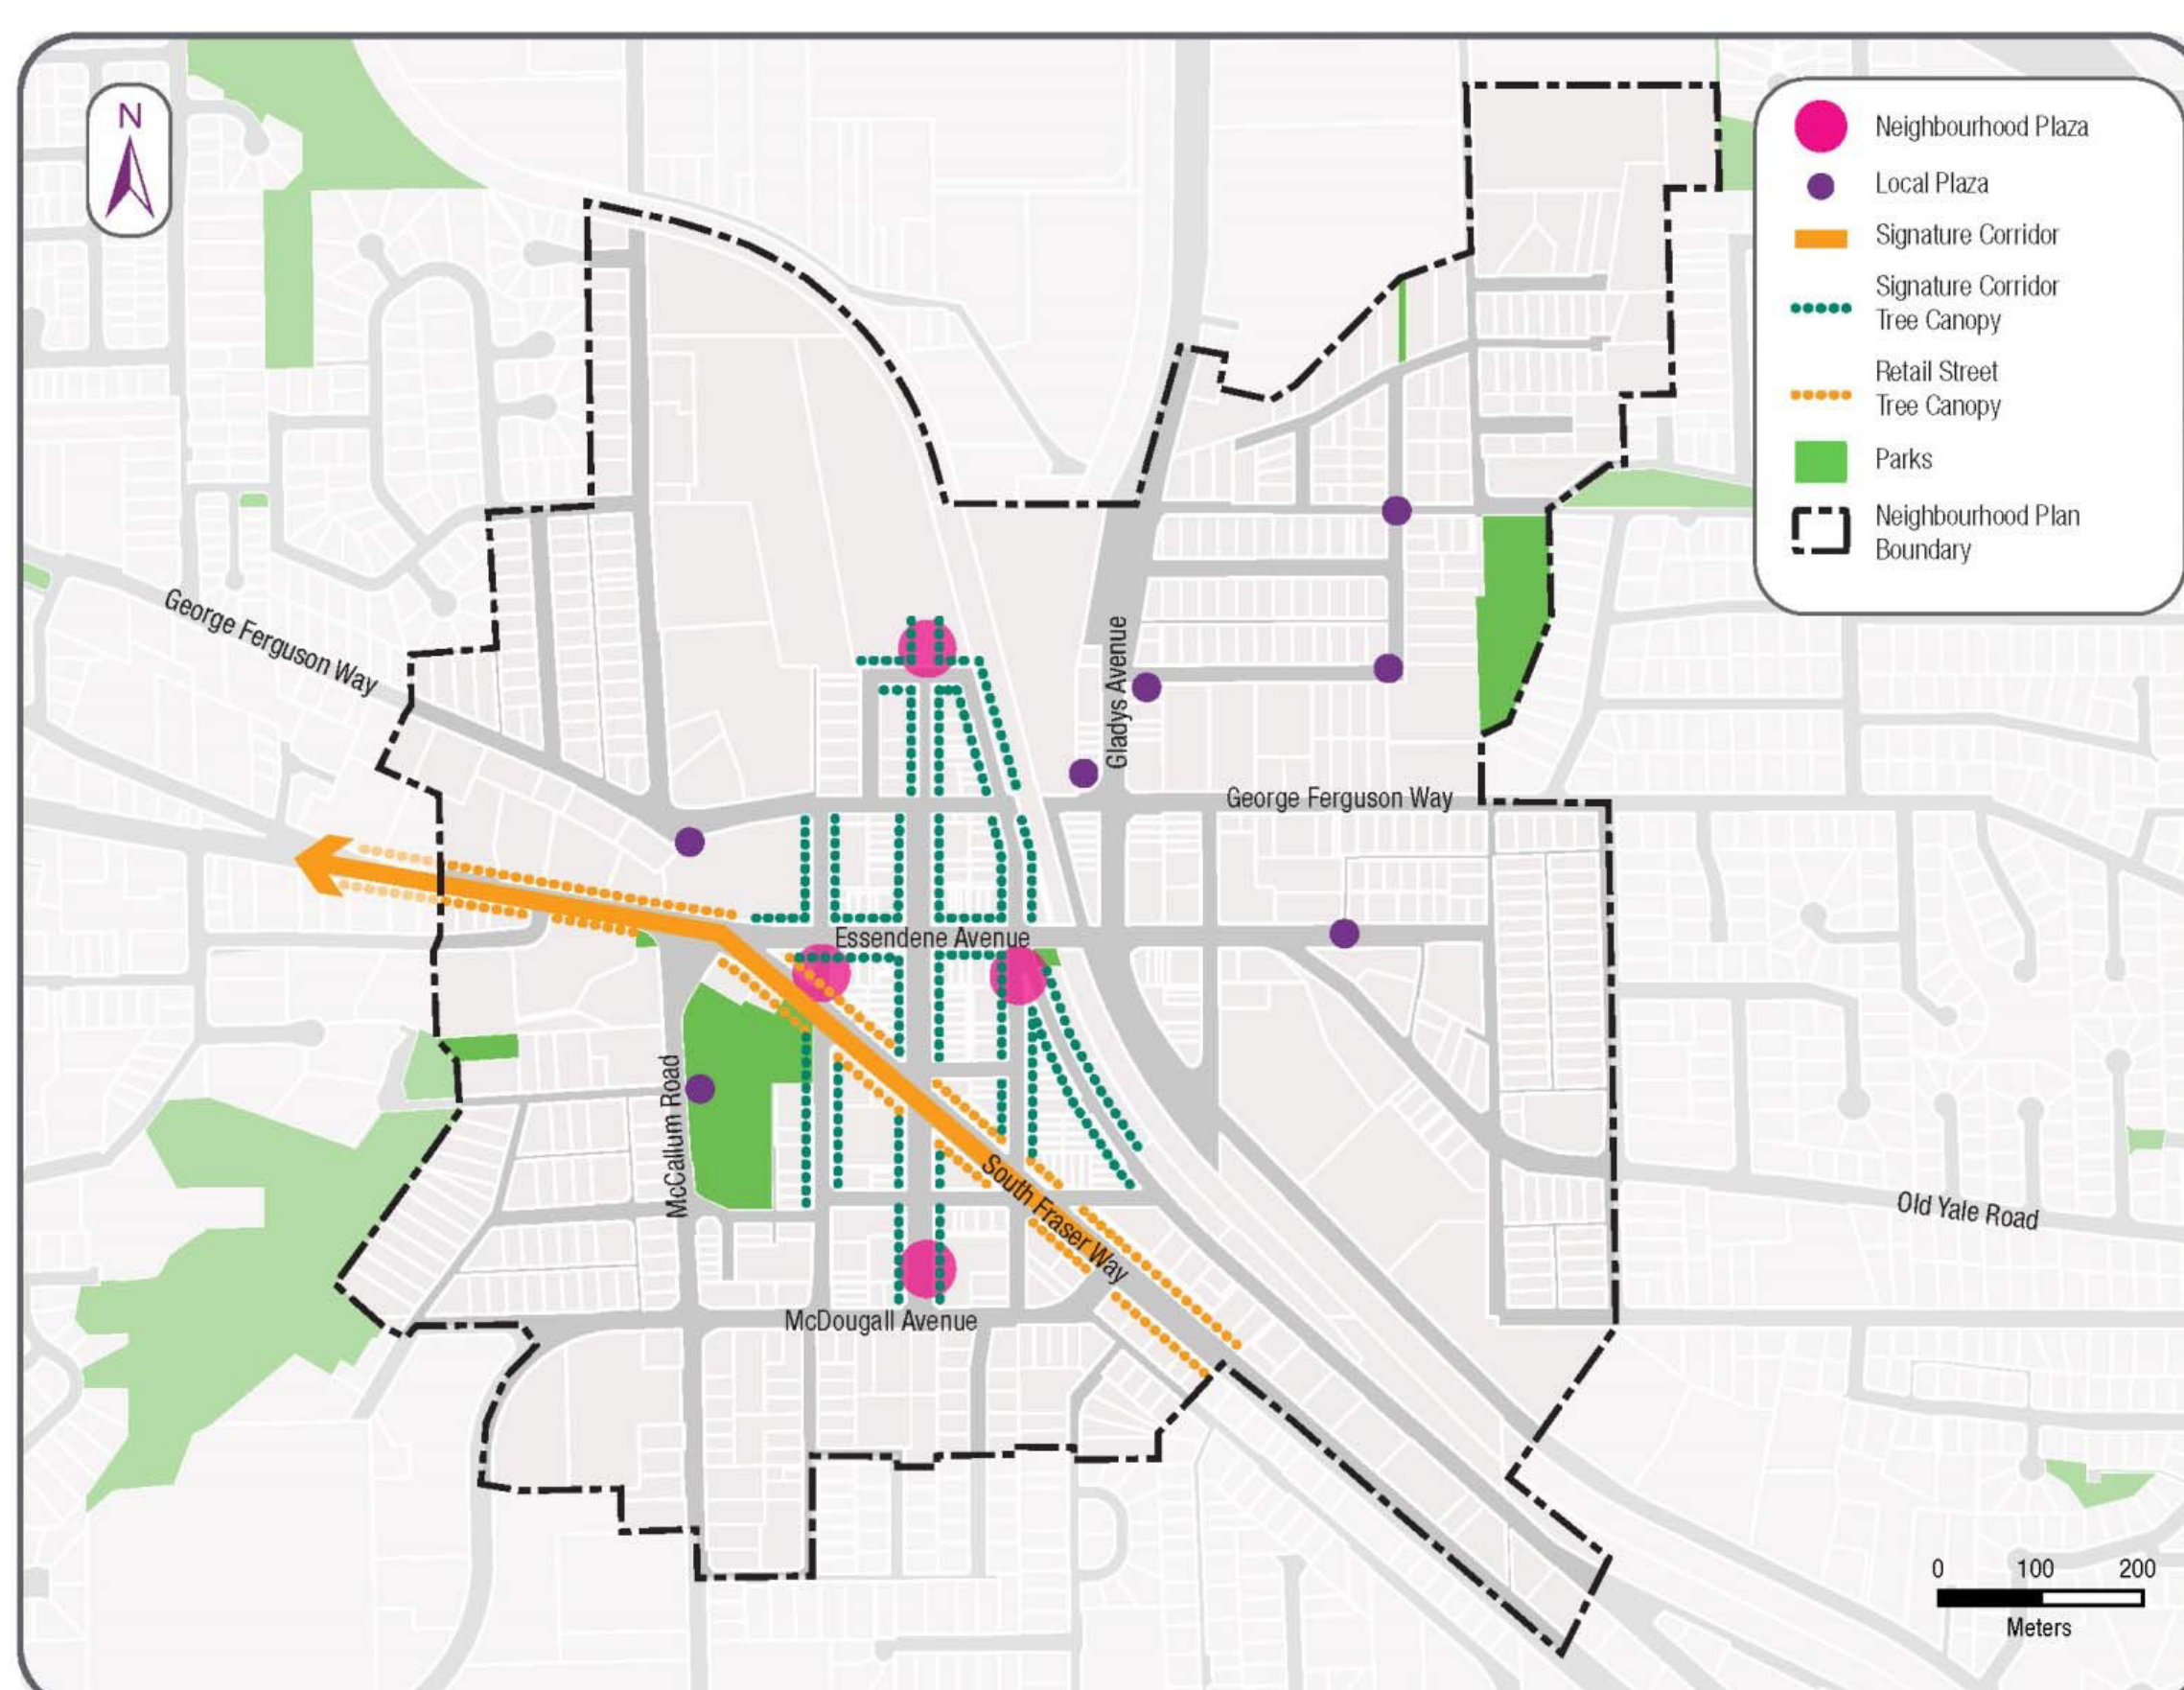 N
Neighbourhood Plaza
Local Plaza
Signature Corridor
Signature Corridor
Tree Canopy
Retail Street
Tree Canopy
Parks
Neighbourhood Plan
Boundary
George Ferguson Way
Gladys Avenue
George Ferguson Way
Essendene Avenue
McCallum Road
South Fraser Way
Old Yale Road
McDougall Avenue
0 100 200
Meters